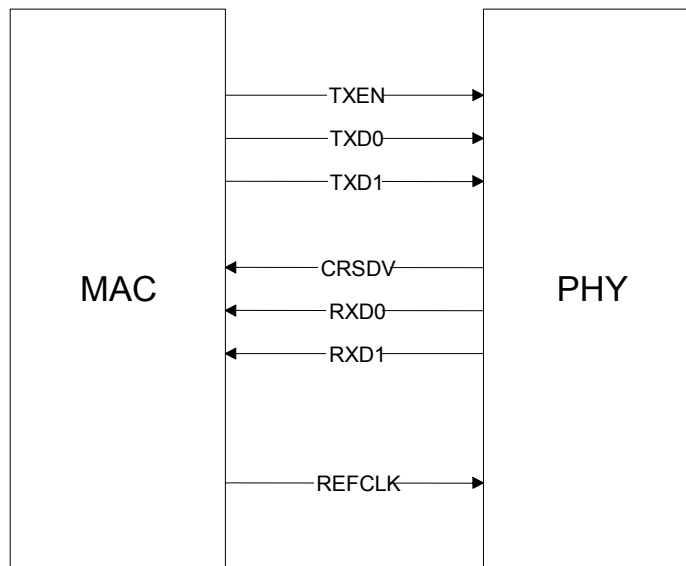 TXEN
TXD0
TXD1
CRSDV
MAC
PHY
RXD0
RXD1
REFCLK